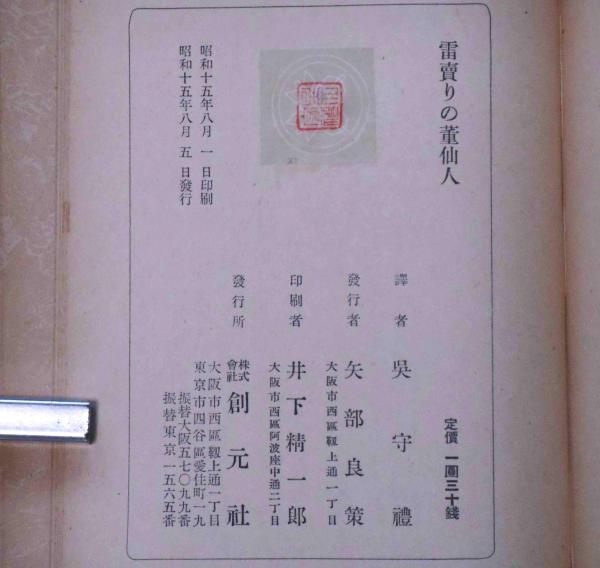 雷賣りの董仙人
定價 一圓三十錢
譯者 吳守禮
發行者 矢部良策
大阪市西區靱上通一丁目
印刷者 井下精一郎
大阪市西區阿波座中通二丁目
發行所 株式會社 創元社
大阪市西區靱上通一丁目
東京市四谷區愛住町一九
振替大阪五七〇九九番
振替東京一五六五番
昭和十五年八月一日印刷
昭和十五年八月五日發行